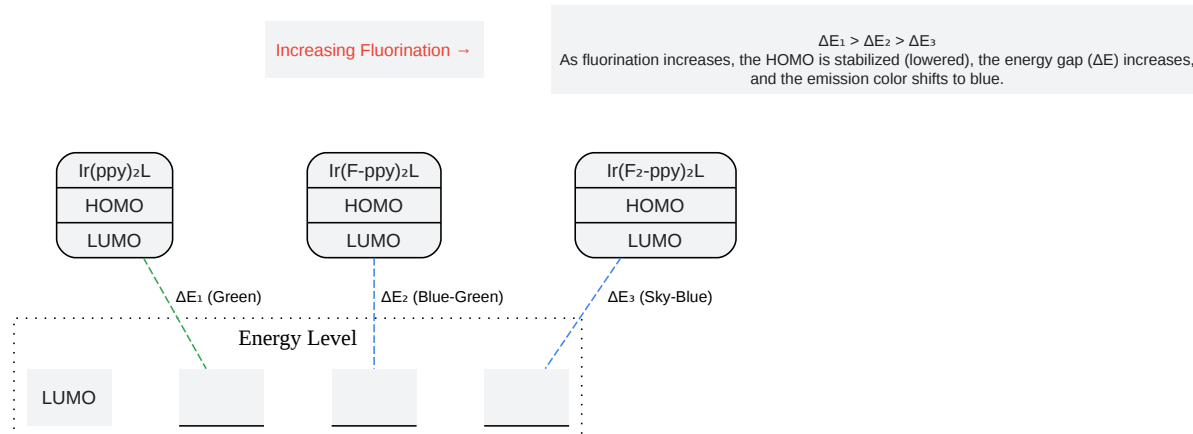 Increasing Fluorination →
ΔE₁ > ΔE₂ > ΔE₃
As fluorination increases, the HOMO is stabilized (lowered), the energy gap (ΔE) increases,
and the emission color shifts to blue.
Ir(ppy)₂L
HOMO
LUMO
Ir(F-ppy)₂L
HOMO
LUMO
Ir(F₂-ppy)₂L
HOMO
LUMO
ΔE₁ (Green)
ΔE₂ (Blue-Green)
ΔE₃ (Sky-Blue)
Energy Level
LUMO